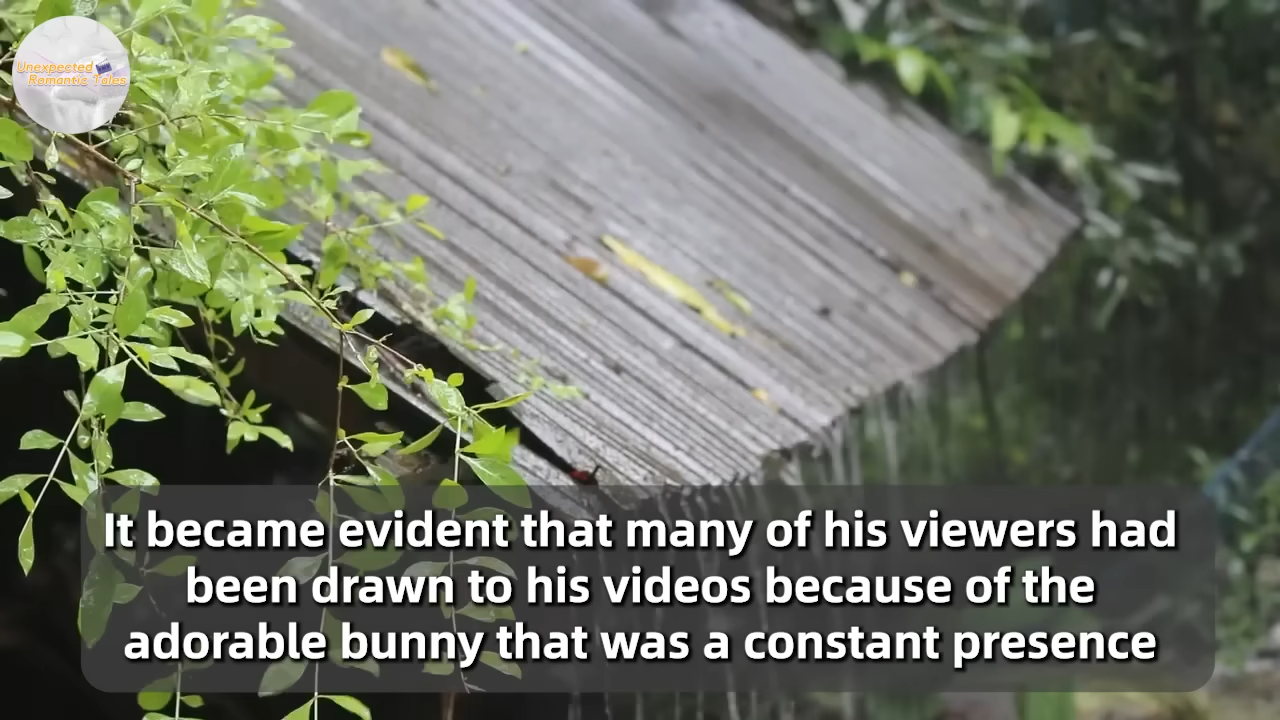 Unexpected
Romantic Tales
It became evident that many of his viewers had
been drawn to his videos because of the
adorable bunny that was a constant presence